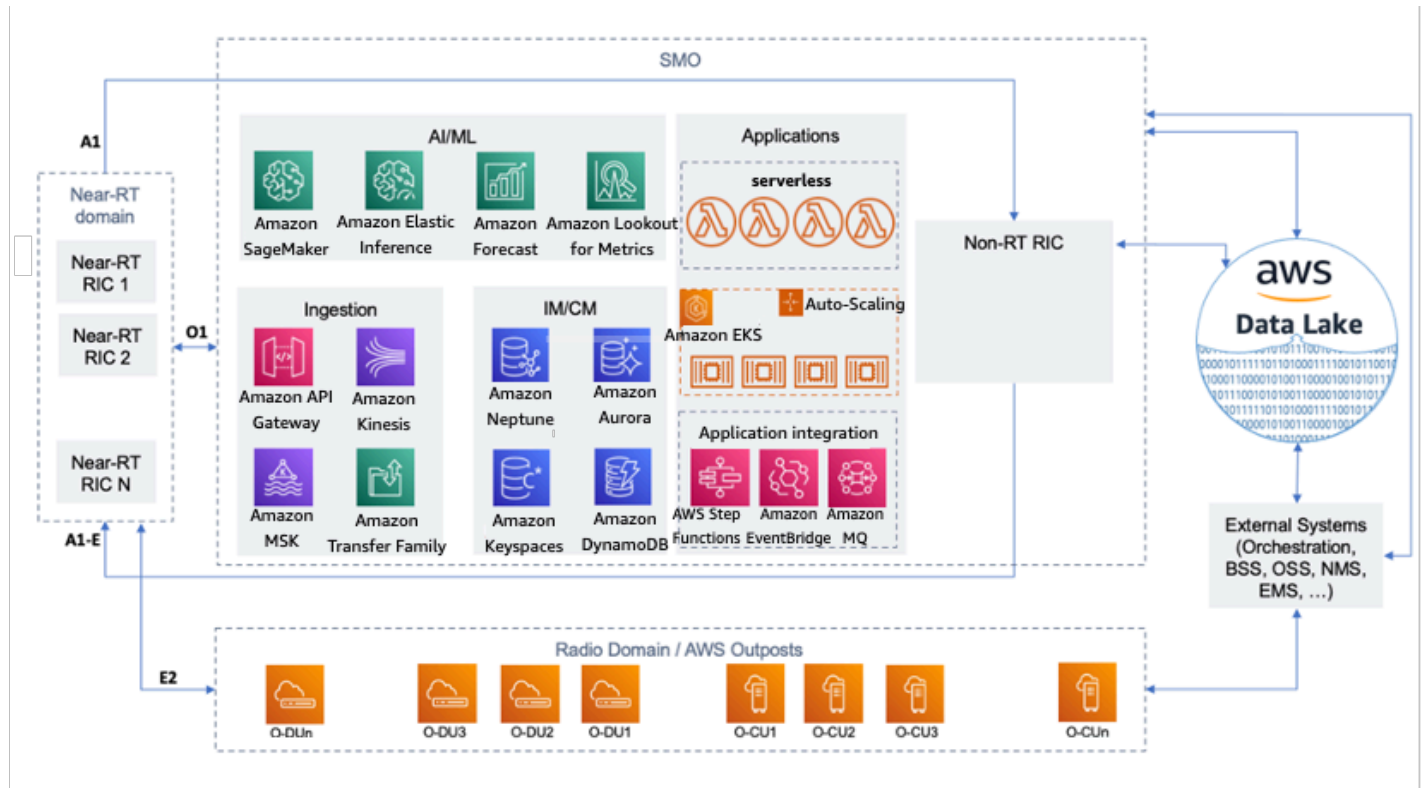 SMO
A1
Near-RT
domain
Near-RT
RIC 1
Near-RT
RIC 2
Near-RT
RIC N
O1
A1-E
E2
AI/ML
Amazon
SageMaker
Amazon Elastic
Inference
Amazon
Forecast
Amazon Lookout
for Metrics
Ingestion
Amazon API
Gateway
Amazon
Kinesis
Amazon
MSK
Amazon
Transfer Family
IM/CM
Amazon
Neptune
Amazon
Aurora
Amazon
Keyspaces
Amazon
DynamoDB
Applications
serverless
Auto-Scaling
Amazon EKS
Application integration
AWS Step
Functions
Amazon
EventBridge
Amazon
MQ
Non-RT RIC
aws
Data Lake
External Systems
(Orchestration,
BSS, OSS, NMS,
EMS, ...)
Radio Domain / AWS Outposts
O-DUn
O-DU3
O-DU2
O-DU1
O-CU1
O-CU2
O-CU3
O-CUn